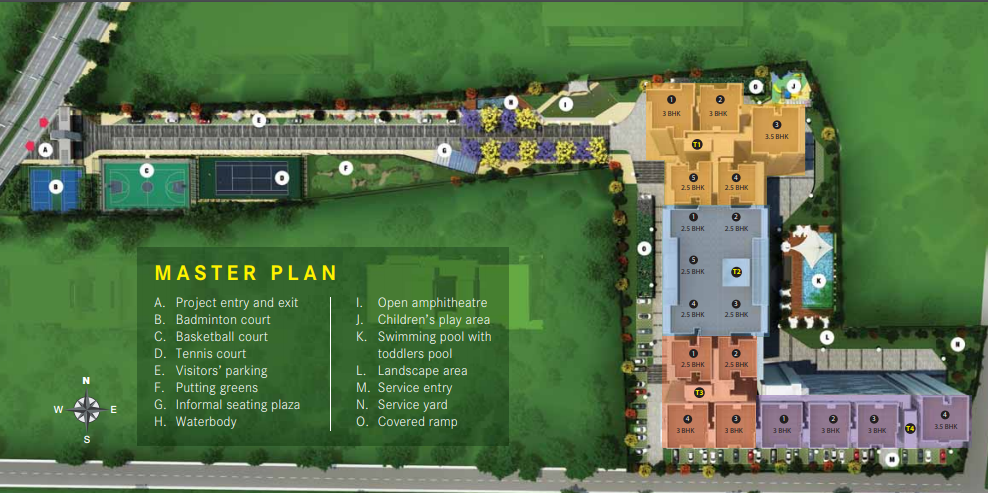 MASTER PLAN
A. Project entry and exit
B. Badminton court
C. Basketball court
D. Tennis court
E. Visitors' parking
F. Putting greens
G. Informal seating plaza
H. Waterbody
I. Open amphitheatre
J. Children's play area
K. Swimming pool with
toddlers pool
L. Landscape area
M. Service entry
N. Service yard
O. Covered ramp
N
W E
S
A
B
C
D
E
F
G
H
I
O
J
1 2
3 BHK 3 BHK
3
3.5 BHK
T1
5 4
2.5 BHK 2.5 BHK
1 2
2.5 BHK 2.5 BHK
5
2.5 BHK
T2
4 3
2.5 BHK 2.5 BHK
O
K
L
N
1 2
2.5 BHK 2.5 BHK
T3
4 3
3 BHK 3 BHK
1 2 3
3 BHK 3 BHK 3 BHK
T4
4
3.5 BHK
M